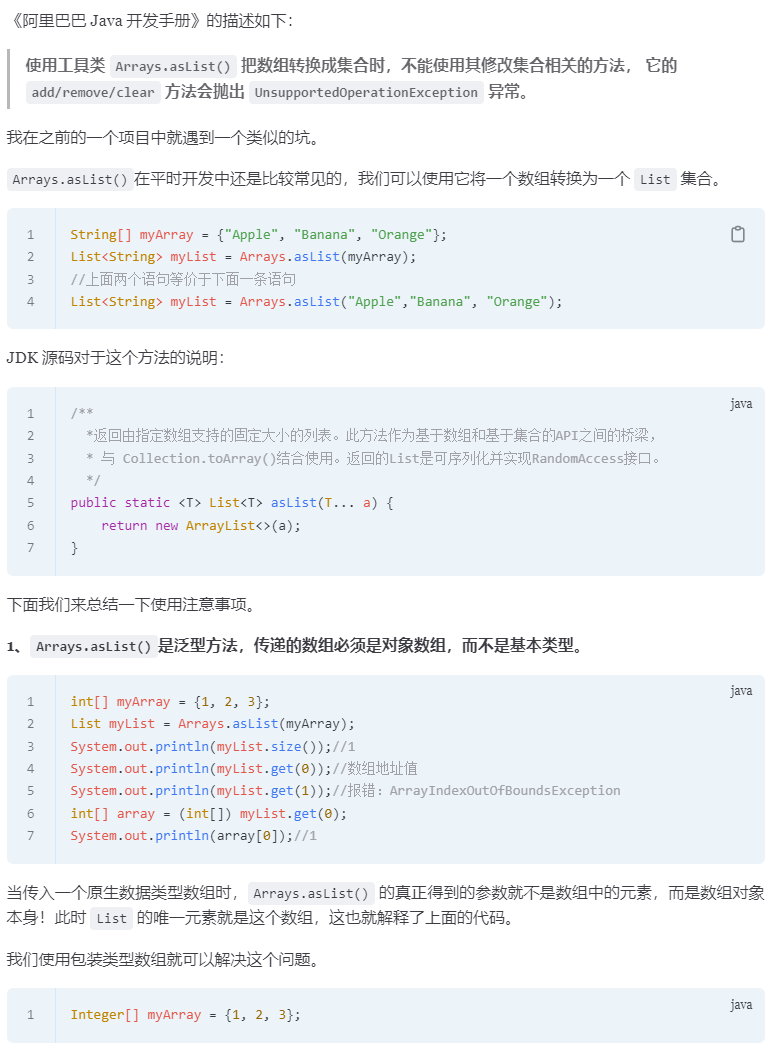 《阿里巴巴 Java 开发手册》的描述如下：
使用工具类 Arrays.asList() 把数组转换成集合时，不能使用其修改集合相关的方法， 它的
add/remove/clear 方法会抛出 UnsupportedOperationException 异常。
我在之前的一个项目中就遇到一个类似的坑。
Arrays.asList()在平时开发中还是比较常见的，我们可以使用它将一个数组转换为一个 List 集合。
1 String[] myArray = {"Apple", "Banana", "Orange"};
2 List<String> myList = Arrays.asList(myArray);
3 //上面两个语句等价于下面一条语句
4 List<String> myList = Arrays.asList("Apple","Banana", "Orange");
JDK 源码对于这个方法的说明：
java
1 /**
2   *返回由指定数组支持的固定大小的列表。此方法作为基于数组和基于集合的API之间的桥梁，
3   * 与 Collection.toArray()结合使用。返回的List是可序列化并实现RandomAccess接口。
4   */
5 public static <T> List<T> asList(T... a) {
6     return new ArrayList<>(a);
7 }
下面我们来总结一下使用注意事项。
1、Arrays.asList()是泛型方法，传递的数组必须是对象数组，而不是基本类型。
java
1 int[] myArray = {1, 2, 3};
2 List myList = Arrays.asList(myArray);
3 System.out.println(myList.size());//1
4 System.out.println(myList.get(0));//数组地址值
5 System.out.println(myList.get(1));//报错：ArrayIndexOutOfBoundsException
6 int[] array = (int[]) myList.get(0);
7 System.out.println(array[0]);//1
当传入一个原生数据类型数组时，Arrays.asList() 的真正得到的参数就不是数组中的元素，而是数组对象
本身！此时 List 的唯一元素就是这个数组，这也就解释了上面的代码。
我们使用包装类型数组就可以解决这个问题。
java
1 Integer[] myArray = {1, 2, 3};